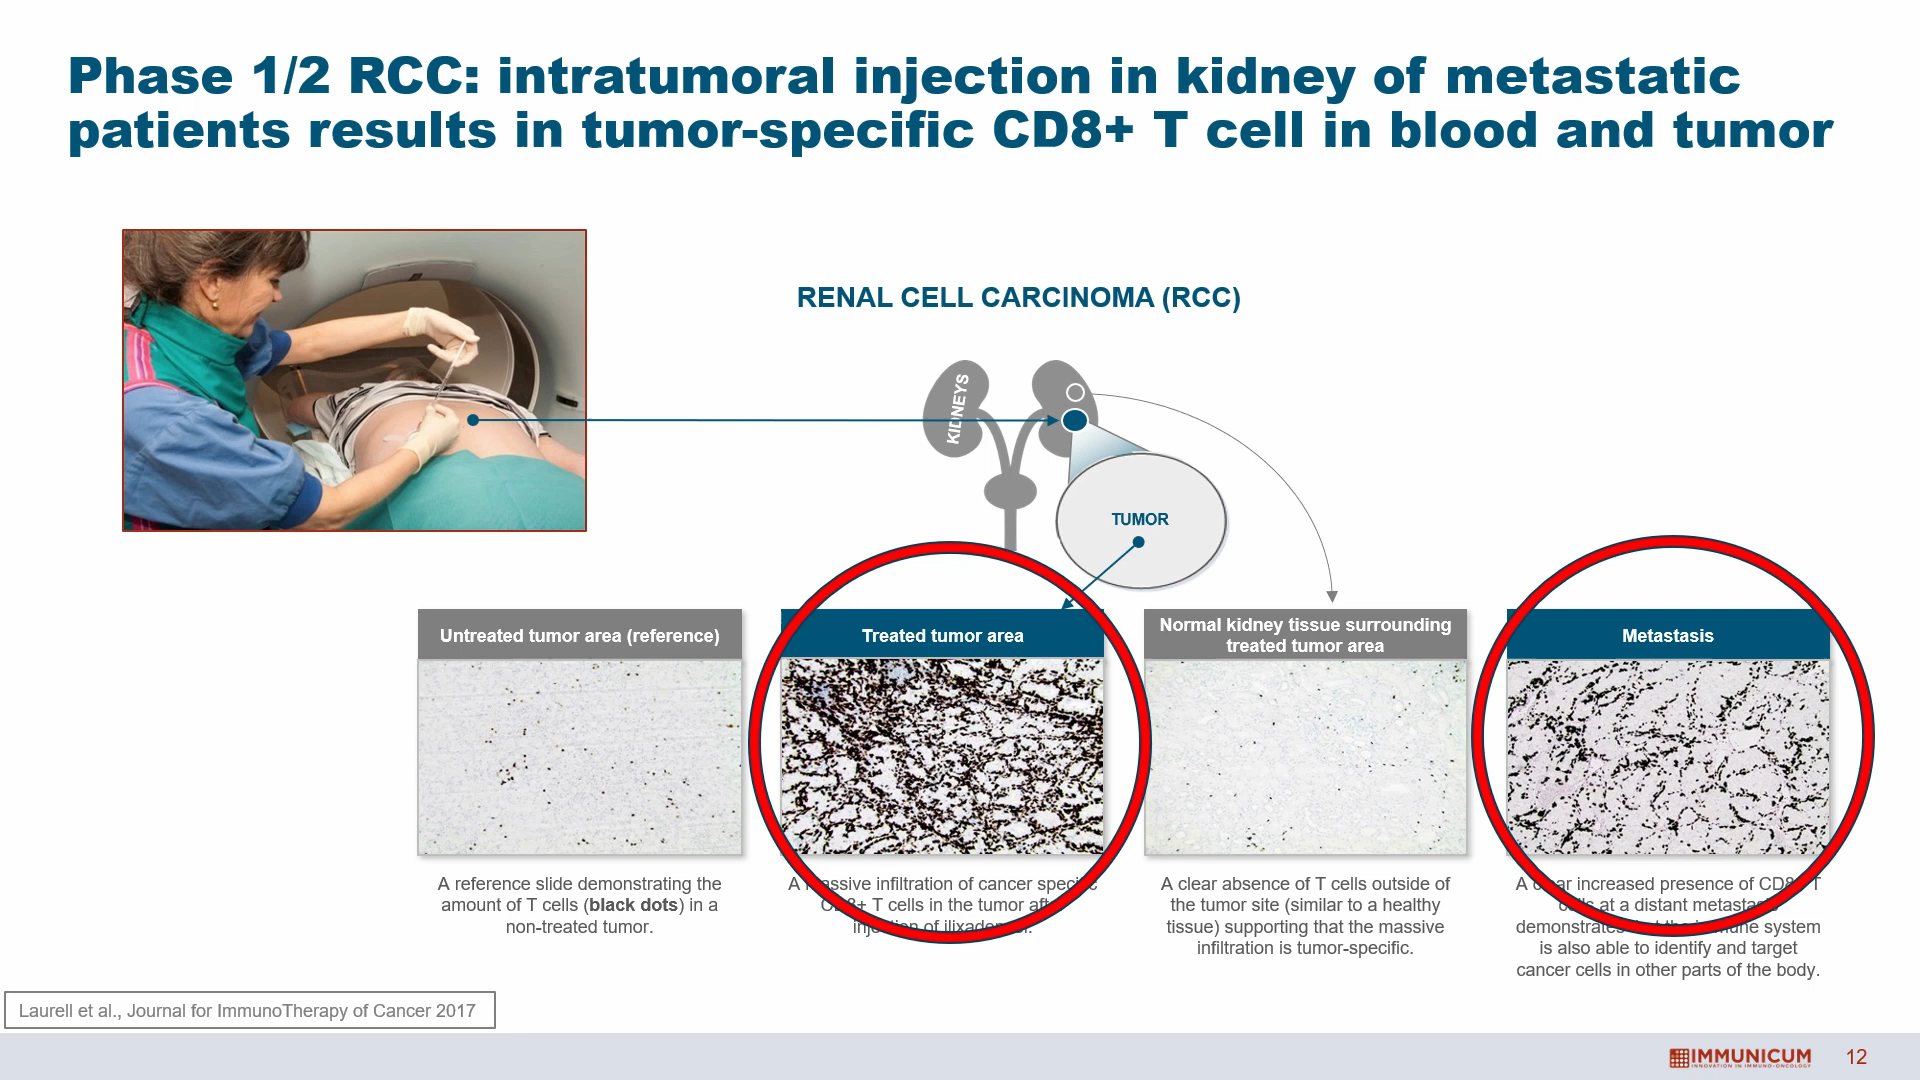 Phase 1/2 RCC: intratumoral injection in kidney of metastatic
patients results in tumor-specific CD8+ T cell in blood and tumor
RENAL CELL CARCINOMA (RCC)
KIDNEYS
TUMOR
Untreated tumor area (reference)
A reference slide demonstrating the
amount of T cells (black dots) in a
non-treated tumor.
Treated tumor area
A massive infiltration of cancer specific
CD8+ T cells in the tumor after
injection of ilixadencel.
Normal kidney tissue surrounding
treated tumor area
A clear absence of T cells outside of
the tumor site (similar to a healthy
tissue) supporting that the massive
infiltration is tumor-specific.
Metastasis
A clear increased presence of CD8+ T
cells at a distant metastasis
demonstrates that the immune system
is also able to identify and target
cancer cells in other parts of the body.
Laurell et al., Journal for ImmunoTherapy of Cancer 2017
IMMUNICUM
INNOVATION IN IMMUNO-ONCOLOGY
12